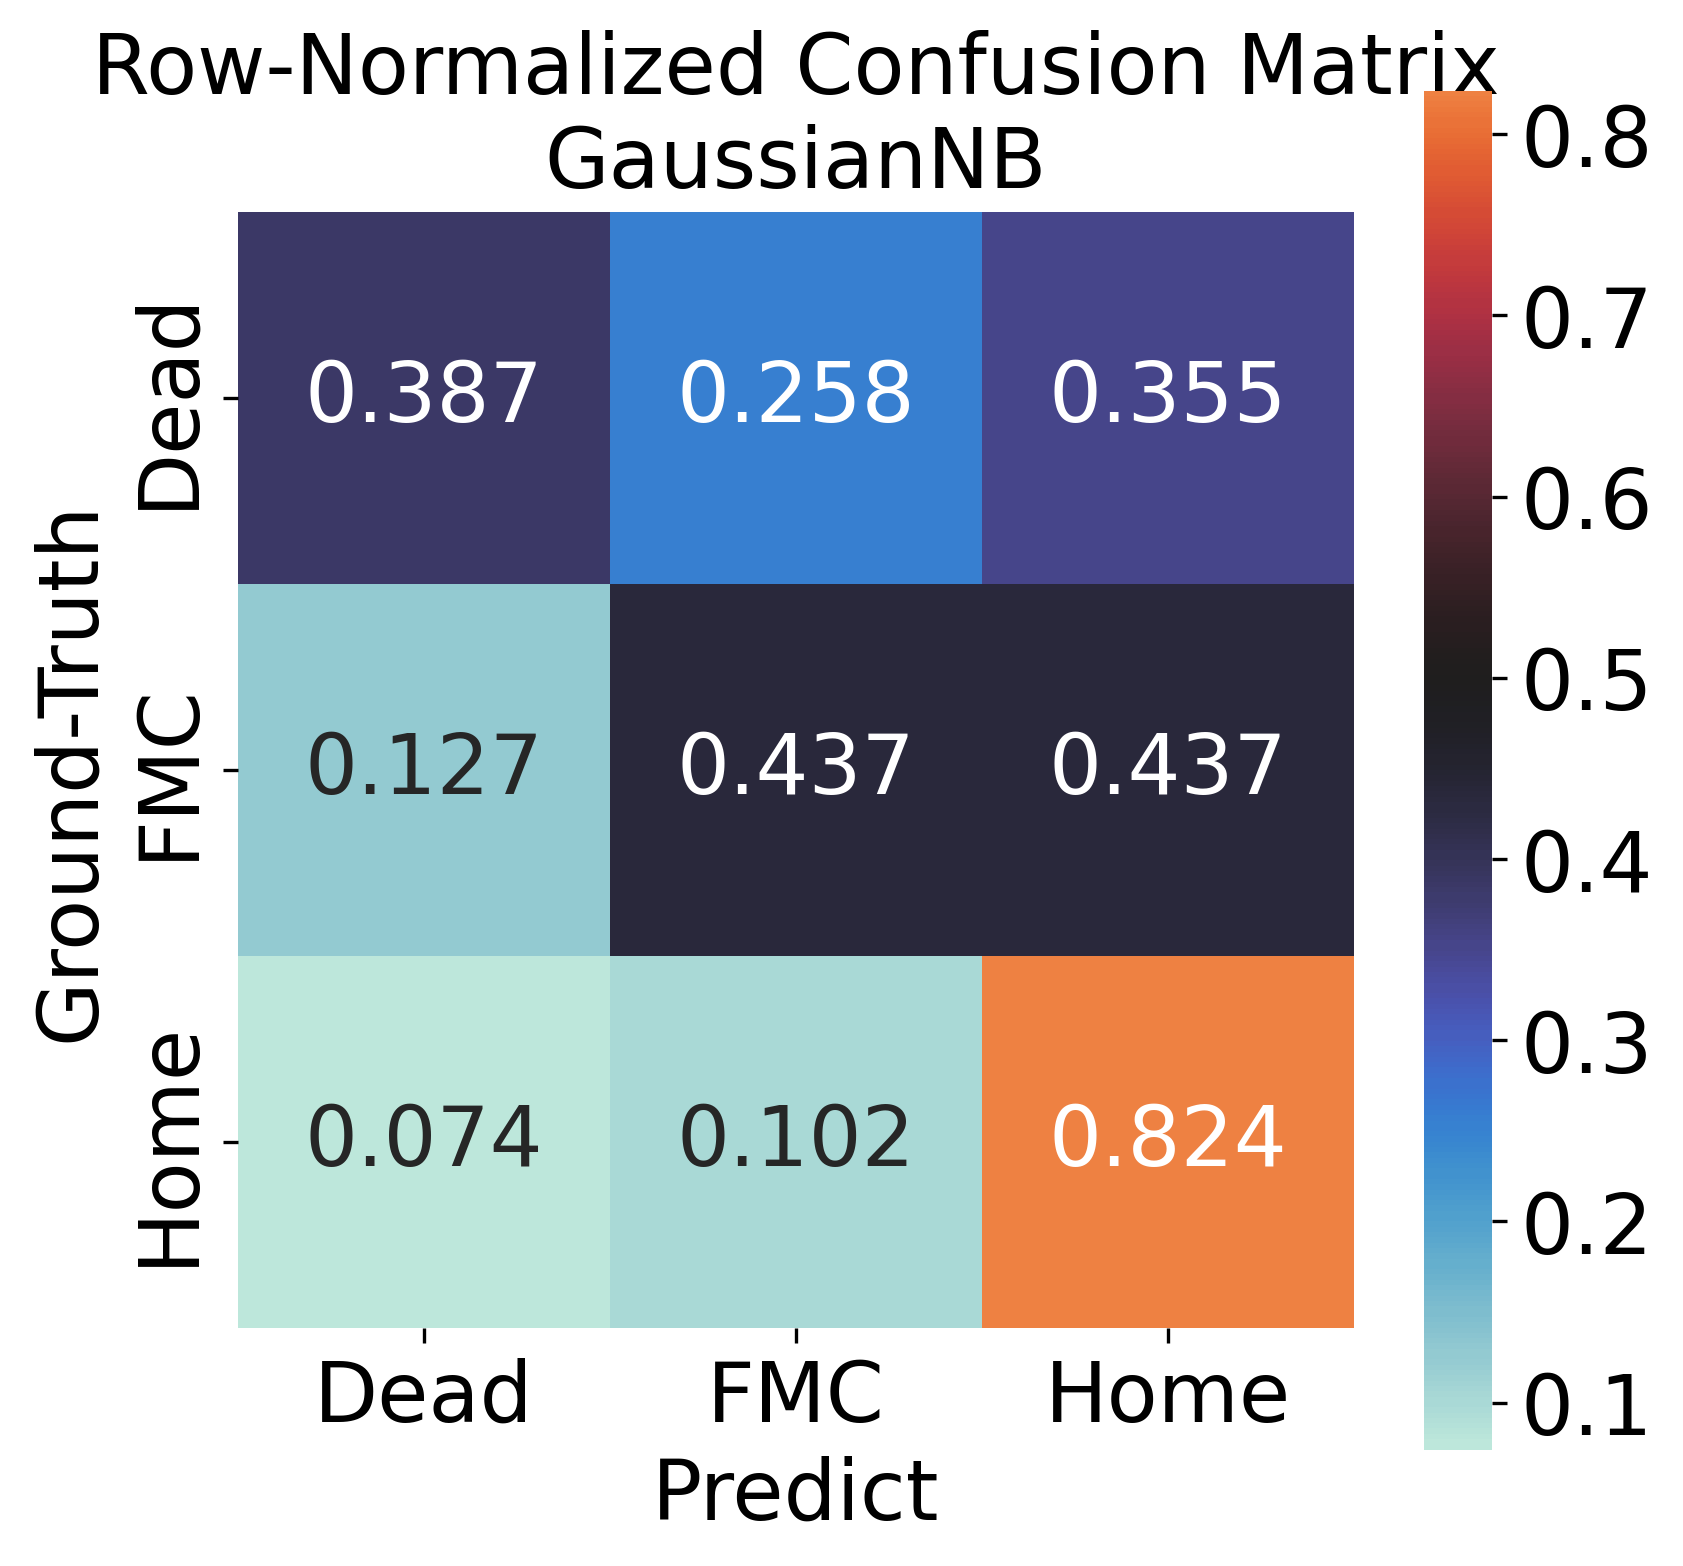 Row-Normalized Confusion Matrix
GaussianNB
Ground-Truth
Dead
0.387 0.258 0.355
FMC
0.127 0.437 0.437
Home
0.074 0.102 0.824
Dead FMC Home
Predict
0.8
0.7
0.6
0.5
0.4
0.3
0.2
0.1